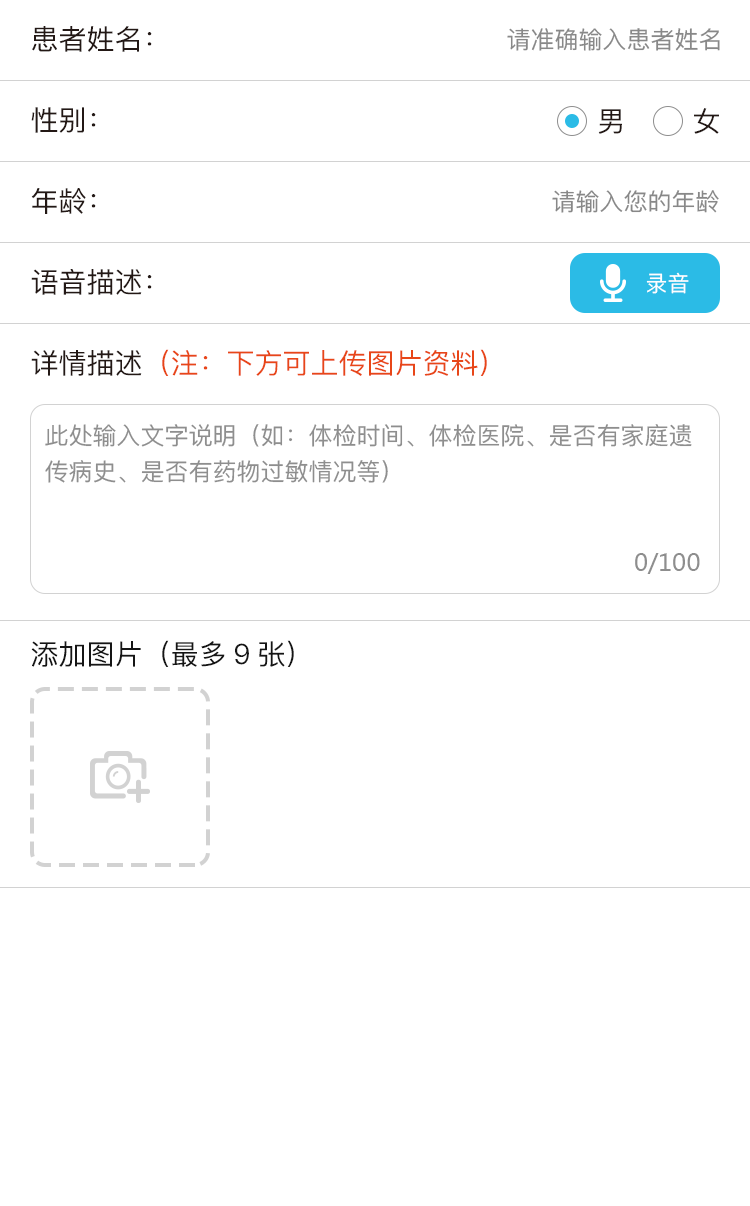 患者姓名： 请准确输入患者姓名
性别： 男 女
年龄： 请输入您的年龄
语音描述： 录音
详情描述（注：下方可上传图片资料）
此处输入文字说明（如：体检时间、体检医院、是否有家庭遗
传病史、是否有药物过敏情况等）
0/100
添加图片（最多 9 张）